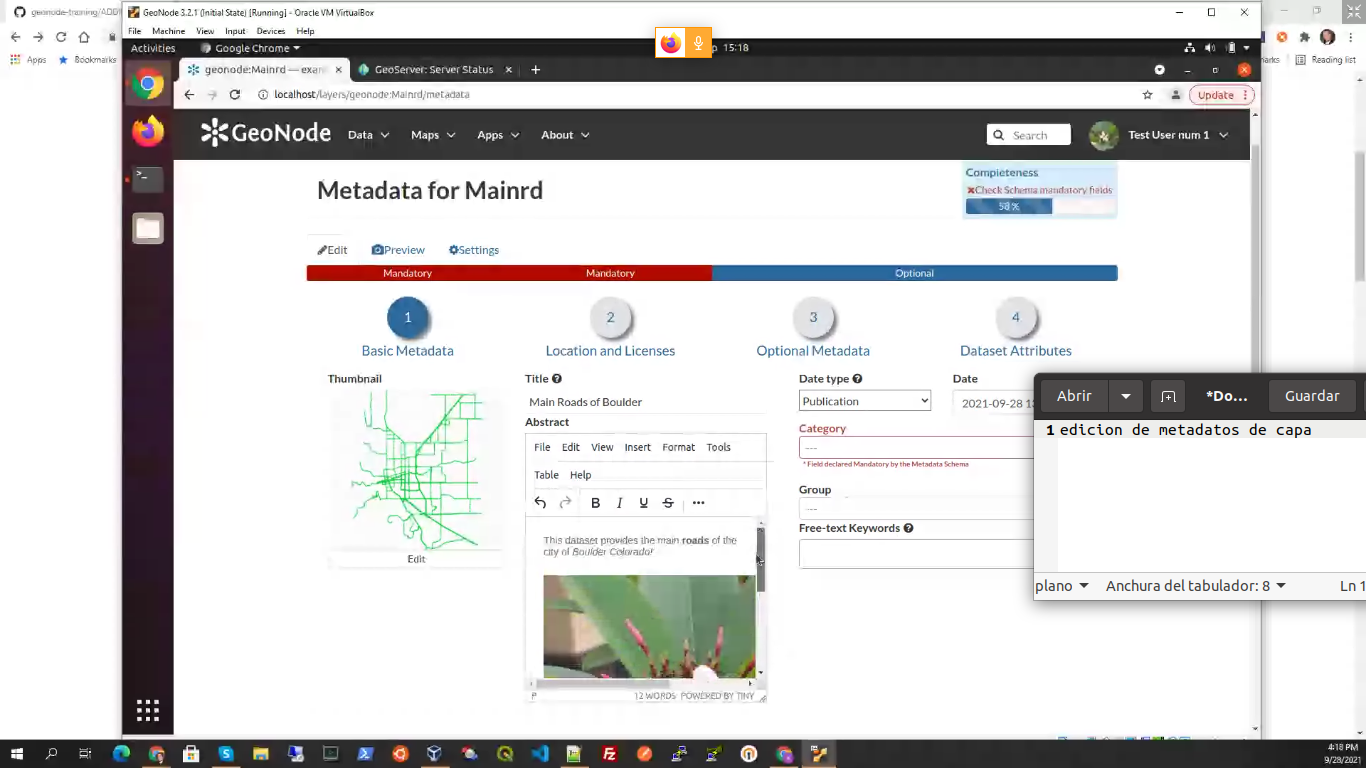 GeoNode 3.2.1 (Initial State) [Running] - Oracle VM VirtualBox
File Machine View Input Devices Help
Activities Google Chrome 15:18
Apps Bookmarks Reading list
geonode:Mainrd — exam GeoServer: Server Status
localhost/layers/geonode:Mainrd/metadata Update
GeoNode Data Maps Apps About Search Test User num 1
Metadata for Mainrd
Completeness
Check Schema mandatory fields
Edit Preview Settings
Mandatory Mandatory Optional
1 2 3 4
Basic Metadata Location and Licenses Optional Metadata Dataset Attributes
Thumbnail
Edit
Title
Main Roads of Boulder
Abstract
File Edit View Insert Format Tools
Table Help
B I U S
This dataset provides the main roads of the
city of Boulder Colorado!
P 12 WORDS POWERED BY TINY
Date type
Publication
Date
2021-09-28 1
Category
---
* Field declared Mandatory by the Metadata Schema
Group
---
Free-text Keywords
Abrir *Do... Guardar
1 edicion de metadatos de capa
plano Anchura del tabulador: 8 Ln 1
4:18 PM
9/28/2021